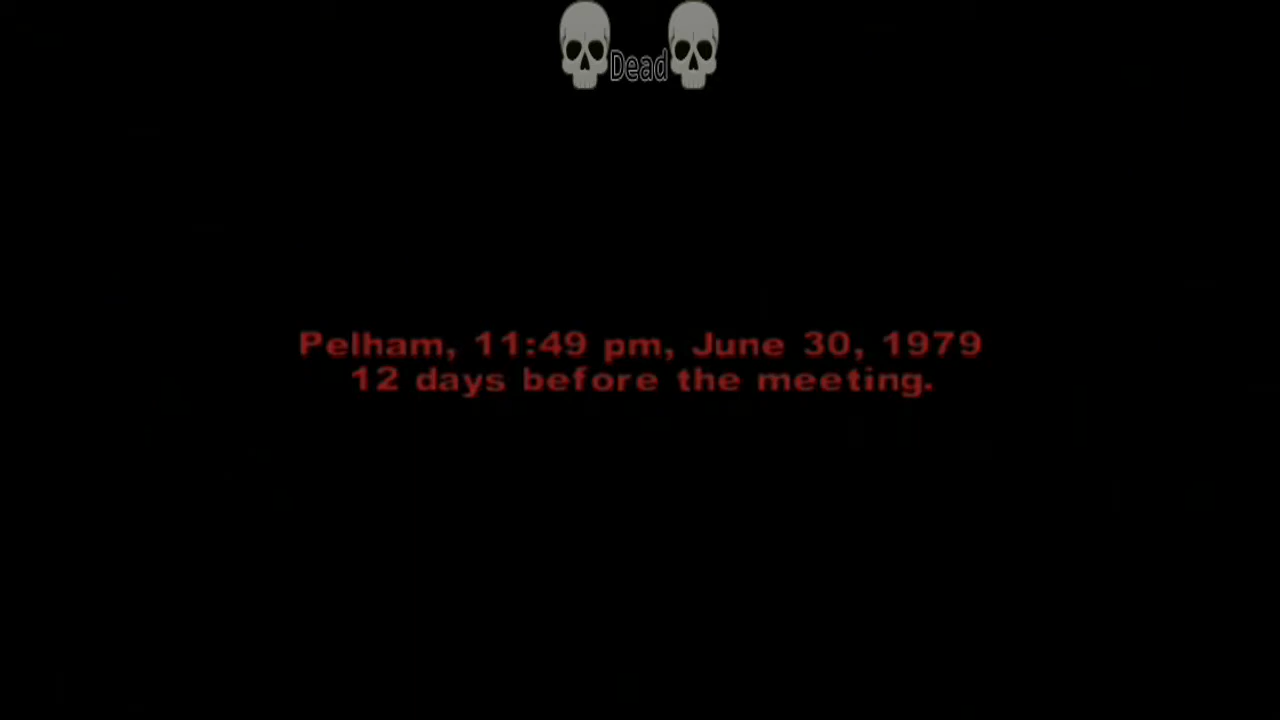 Dead
Pelham, 11:49 pm, June 30, 1979
12 days before the meeting.